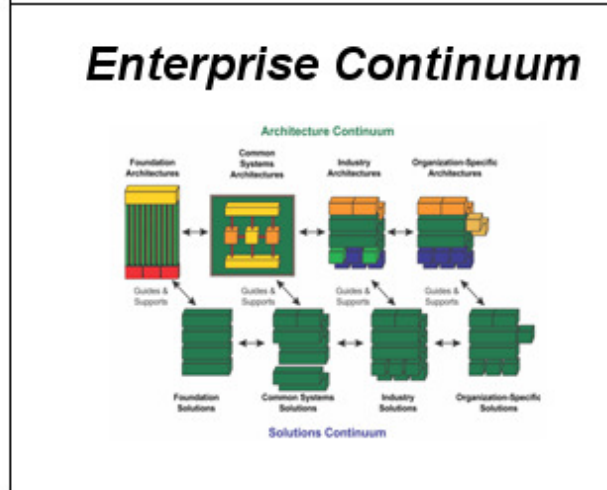 Enterprise Continuum
Architecture Continuum
Foundation
Architectures
Common
Systems
Architectures
Industry
Architectures
Organization-Specific
Architectures
Guides &
Supports
Guides &
Supports
Guides &
Supports
Guides &
Supports
Foundation
Solutions
Common Systems
Solutions
Industry
Solutions
Organization-Specific
Solutions
Solutions Continuum